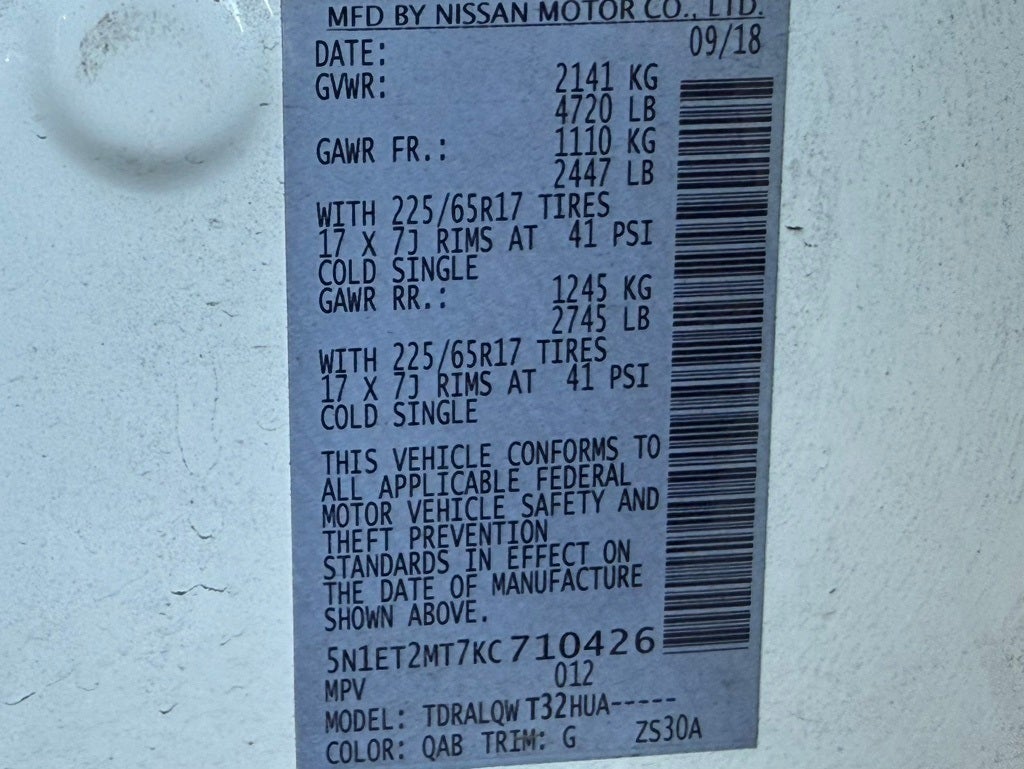 MFD BY NISSAN MOTOR CO., LTD.
DATE: 09/18
GVWR: 2141 KG
4720 LB
GAWR FR.: 1110 KG
2447 LB
WITH 225/65R17 TIRES
17 X 7J RIMS AT 41 PSI
COLD SINGLE
GAWR RR.: 1245 KG
2745 LB
WITH 225/65R17 TIRES
17 X 7J RIMS AT 41 PSI
COLD SINGLE
THIS VEHICLE CONFORMS TO
ALL APPLICABLE FEDERAL
MOTOR VEHICLE SAFETY AND
THEFT PREVENTION
STANDARDS IN EFFECT ON
THE DATE OF MANUFACTURE
SHOWN ABOVE.
5N1ET2MT7KC710426
MPV 012
MODEL: TDRALQWT32HUA-----
COLOR: QAB TRIM: G ZS30A